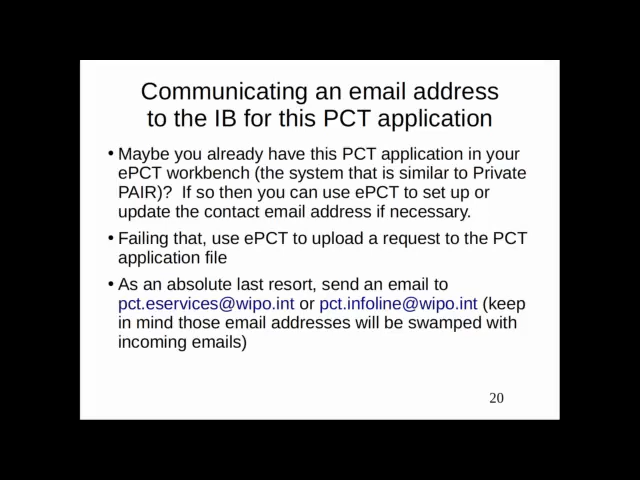 Communicating an email address
to the IB for this PCT application
• Maybe you already have this PCT application in your
ePCT workbench (the system that is similar to Private
PAIR)?  If so then you can use ePCT to set up or
update the contact email address if necessary.
• Failing that, use ePCT to upload a request to the PCT
application file
• As an absolute last resort, send an email to
pct.eservices@wipo.int or pct.infoline@wipo.int (keep
in mind those email addresses will be swamped with
incoming emails)
20